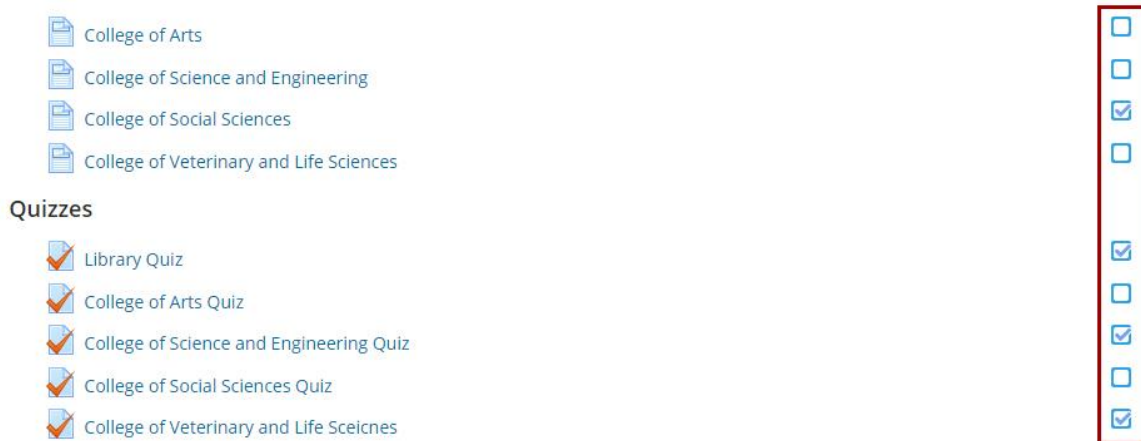 College of Arts
College of Science and Engineering
College of Social Sciences
College of Veterinary and Life Sciences
Quizzes
Library Quiz
College of Arts Quiz
College of Science and Engineering Quiz
College of Social Sciences Quiz
College of Veterinary and Life Sceicnes